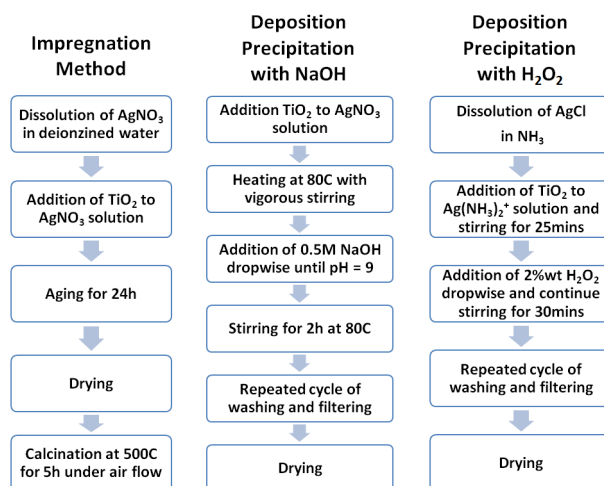 Impregnation
Method
Dissolution of AgNO₃
in deionzined water
Addition of TiO₂ to
AgNO₃ solution
Aging for 24h
Drying
Calcination at 500C
for 5h under air flow
Deposition
Precipitation
with NaOH
Addition TiO₂ to AgNO₃
solution
Heating at 80C with
vigorous stirring
Addition of 0.5M NaOH
dropwise until pH = 9
Stirring for 2h at 80C
Repeated cycle of
washing and filtering
Drying
Deposition
Precipitation
with H₂O₂
Dissolution of AgCl
in NH₃
Addition of TiO₂ to
Ag(NH₃)₂⁺ solution and
stirring for 25mins
Addition of 2%wt H₂O₂
dropwise and continue
stirring for 30mins
Repeated cycle of
washing and filtering
Drying